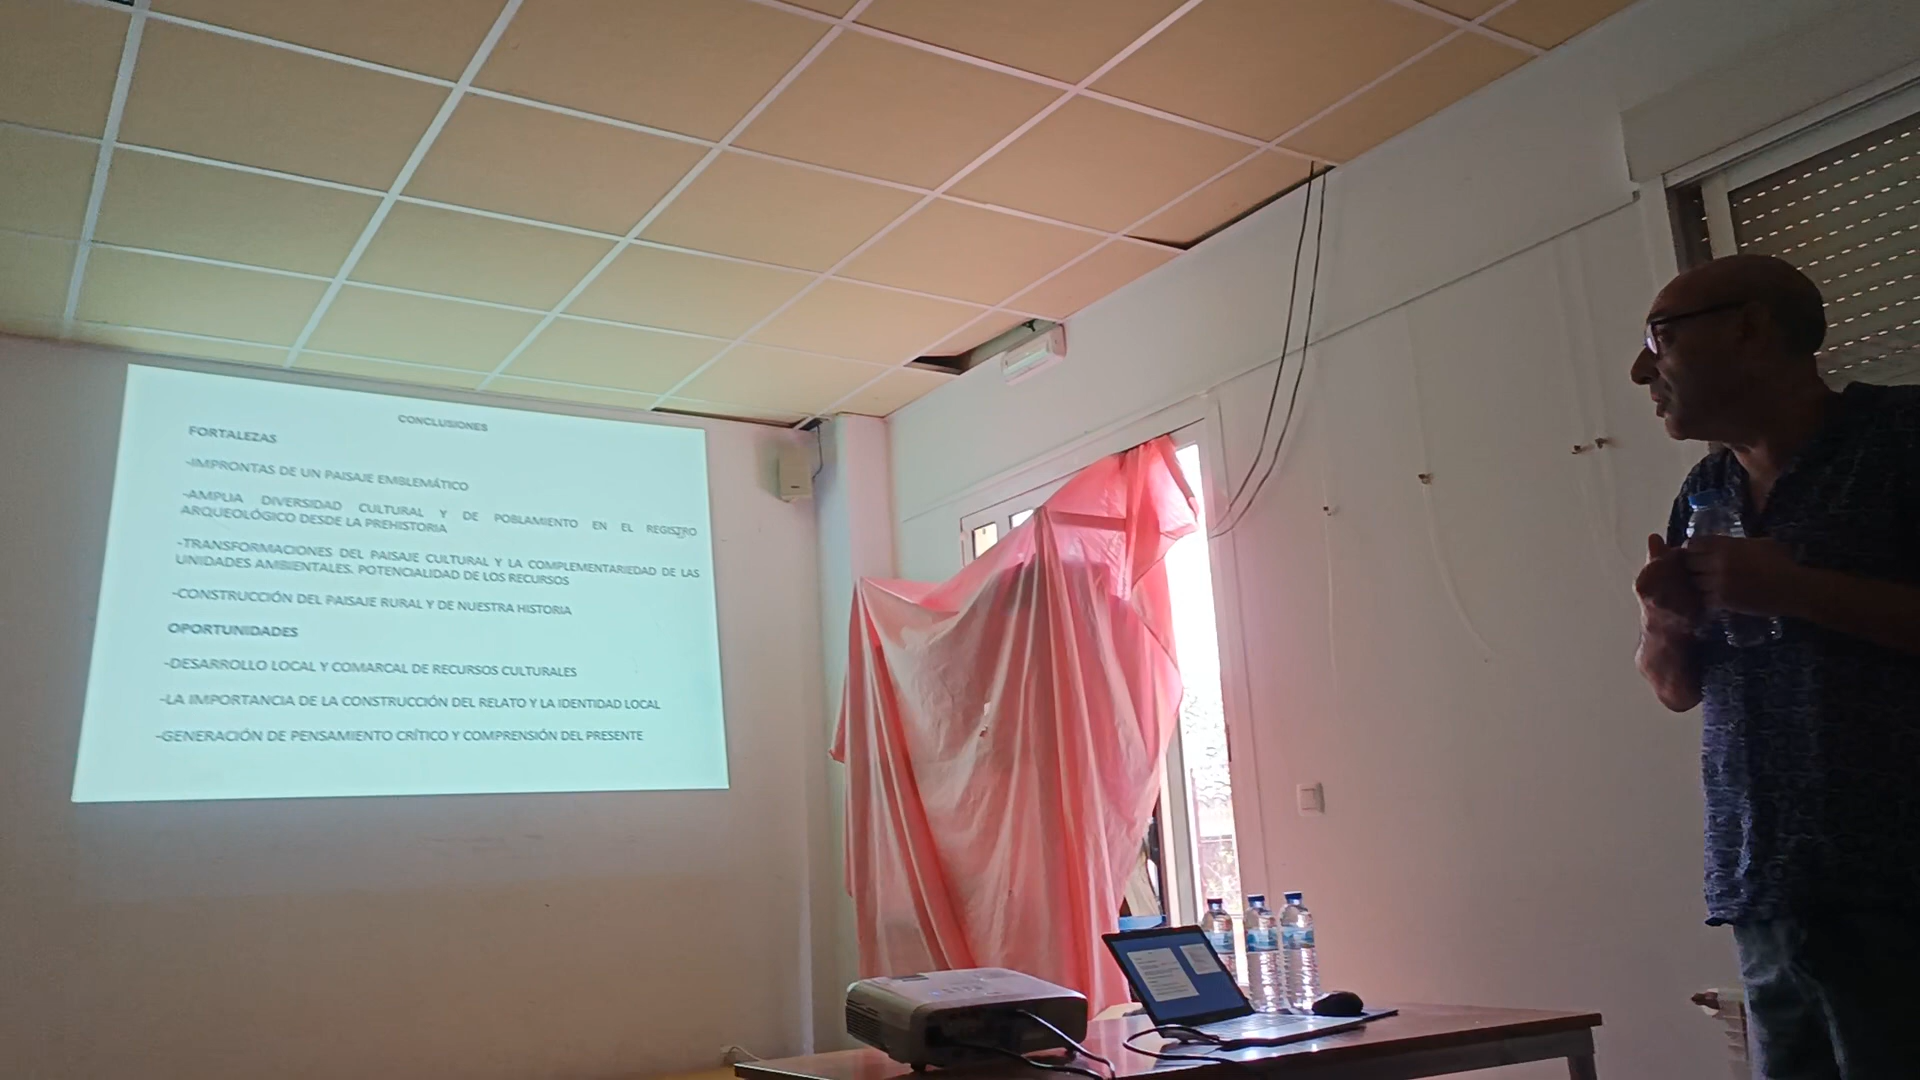 CONCLUSIONES
FORTALEZAS
-IMPRONTAS DE UN PAISAJE EMBLEMÁTICO
-AMPLIA DIVERSIDAD CULTURAL Y DE POBLAMIENTO EN EL REGISTRO
ARQUEOLÓGICO DESDE LA PREHISTORIA
-TRANSFORMACIONES DEL PAISAJE CULTURAL Y LA COMPLEMENTARIEDAD DE LAS
UNIDADES AMBIENTALES. POTENCIALIDAD DE LOS RECURSOS
-CONSTRUCCIÓN DEL PAISAJE RURAL Y DE NUESTRA HISTORIA
OPORTUNIDADES
-DESARROLLO LOCAL Y COMARCAL DE RECURSOS CULTURALES
-LA IMPORTANCIA DE LA CONSTRUCCIÓN DEL RELATO Y LA IDENTIDAD LOCAL
-GENERACIÓN DE PENSAMIENTO CRÍTICO Y COMPRENSIÓN DEL PRESENTE